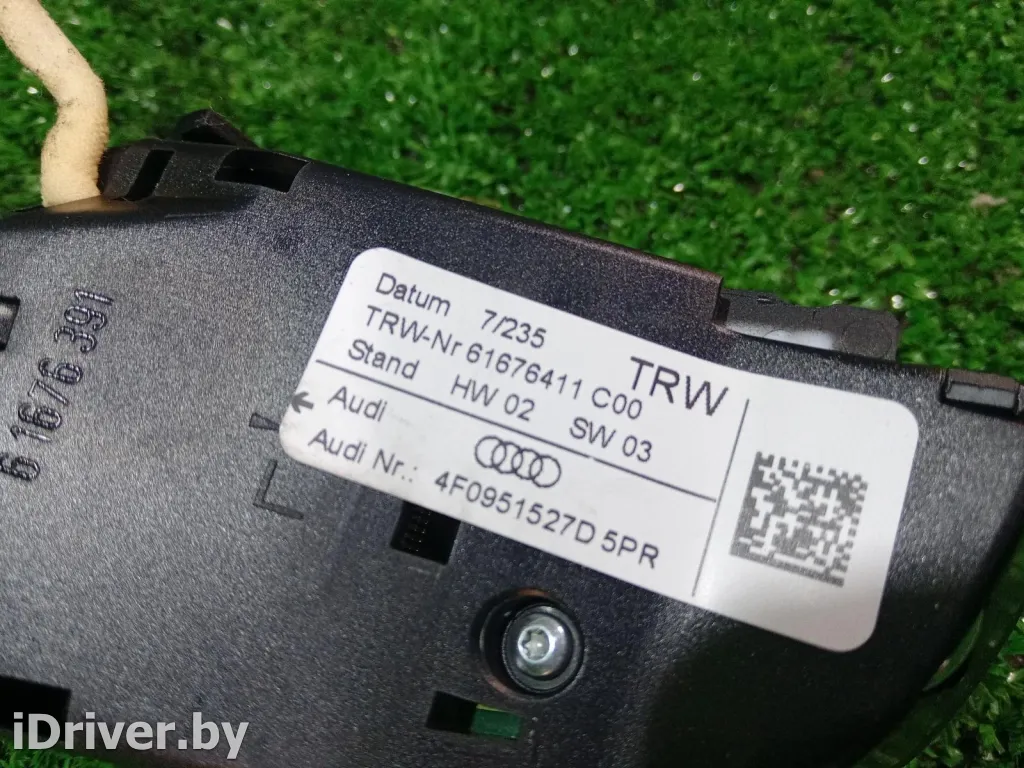 Datum 7/235
TRW-Nr 61676411 C00
TRW
Stand HW 02 SW 03
Audi
Audi Nr.: 4F0951527D 5PR
61676391
iDriver.by